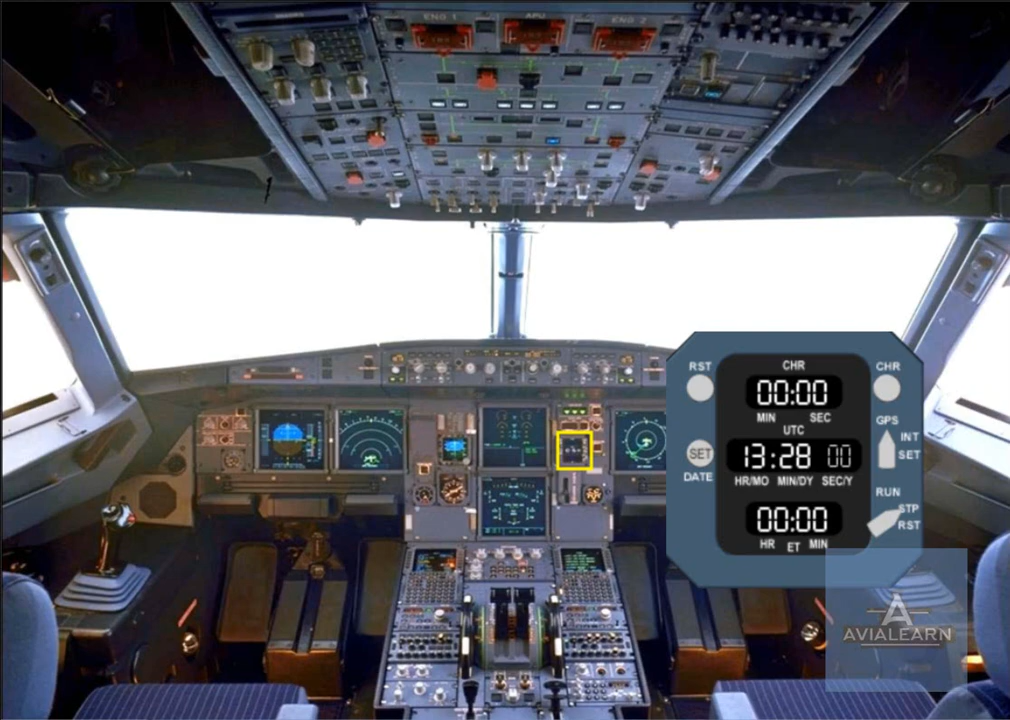 ENG 1
APU
ENG 2
RST
CHR
CHR
00:00
MIN SEC
GPS
INT
SET
UTC
SET
13:28 00
DATE
HR/MO MIN/DY SEC/Y
RUN
STP
RST
00:00
HR ET MIN
AVIALEARN